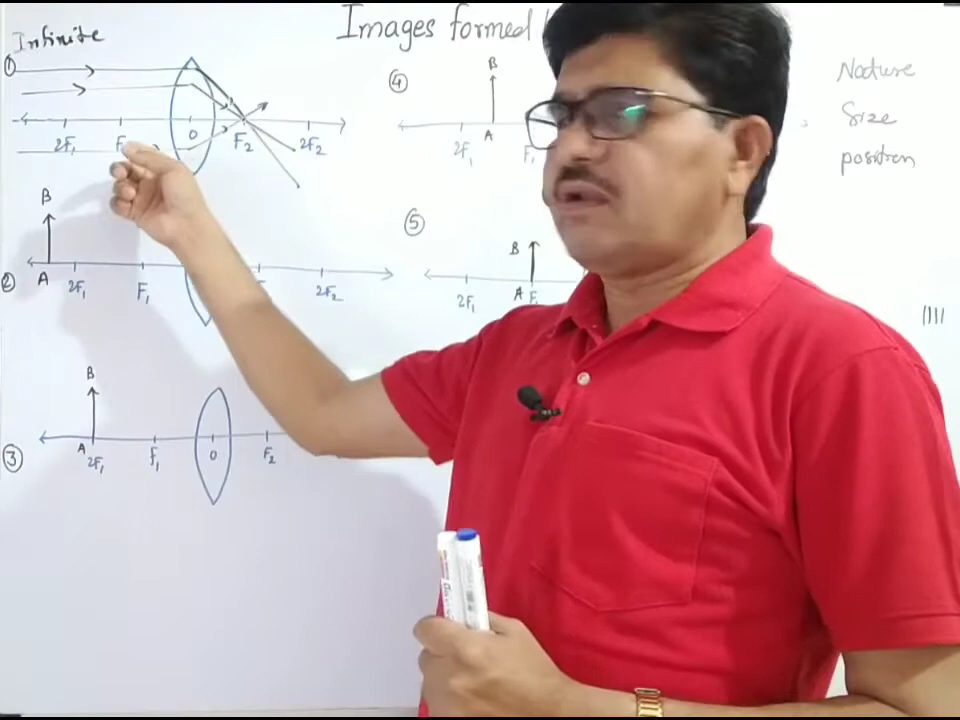 Images formed
Infinite
①
2F₁ F₁ O F₂ 2F₂
②
B
A 2F₁ F₁ 2F₂
③
B
A 2F₁ F₁ O F₂
④
B
A
2F₁ F₁
⑤
B
A
2F₁ F₁
Nature
Size
position